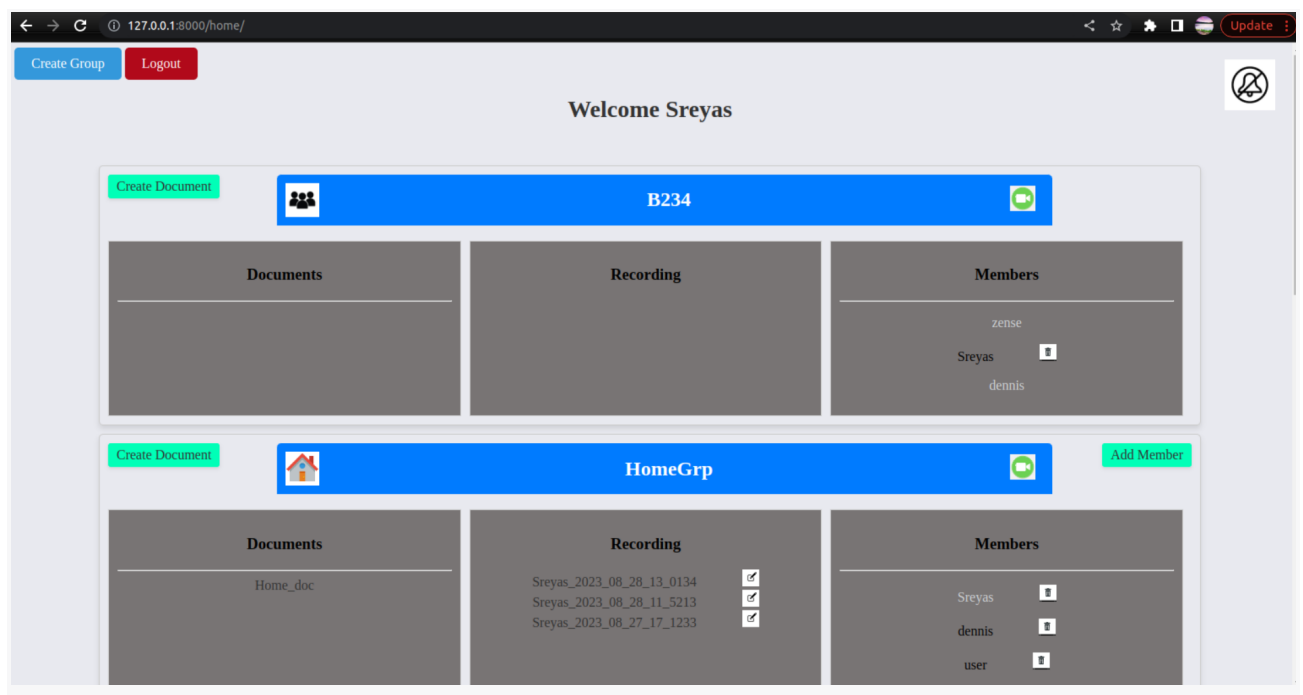 127.0.0.1:8000/home/
Update
Create Group
Logout
Welcome Sreyas
Create Document
B234
Documents
Recording
Members
zense
Sreyas
dennis
Create Document
HomeGrp
Add Member
Documents
Recording
Members
Home_doc
Sreyas_2023_08_28_13_0134
Sreyas_2023_08_28_11_5213
Sreyas_2023_08_27_17_1233
Sreyas
dennis
user